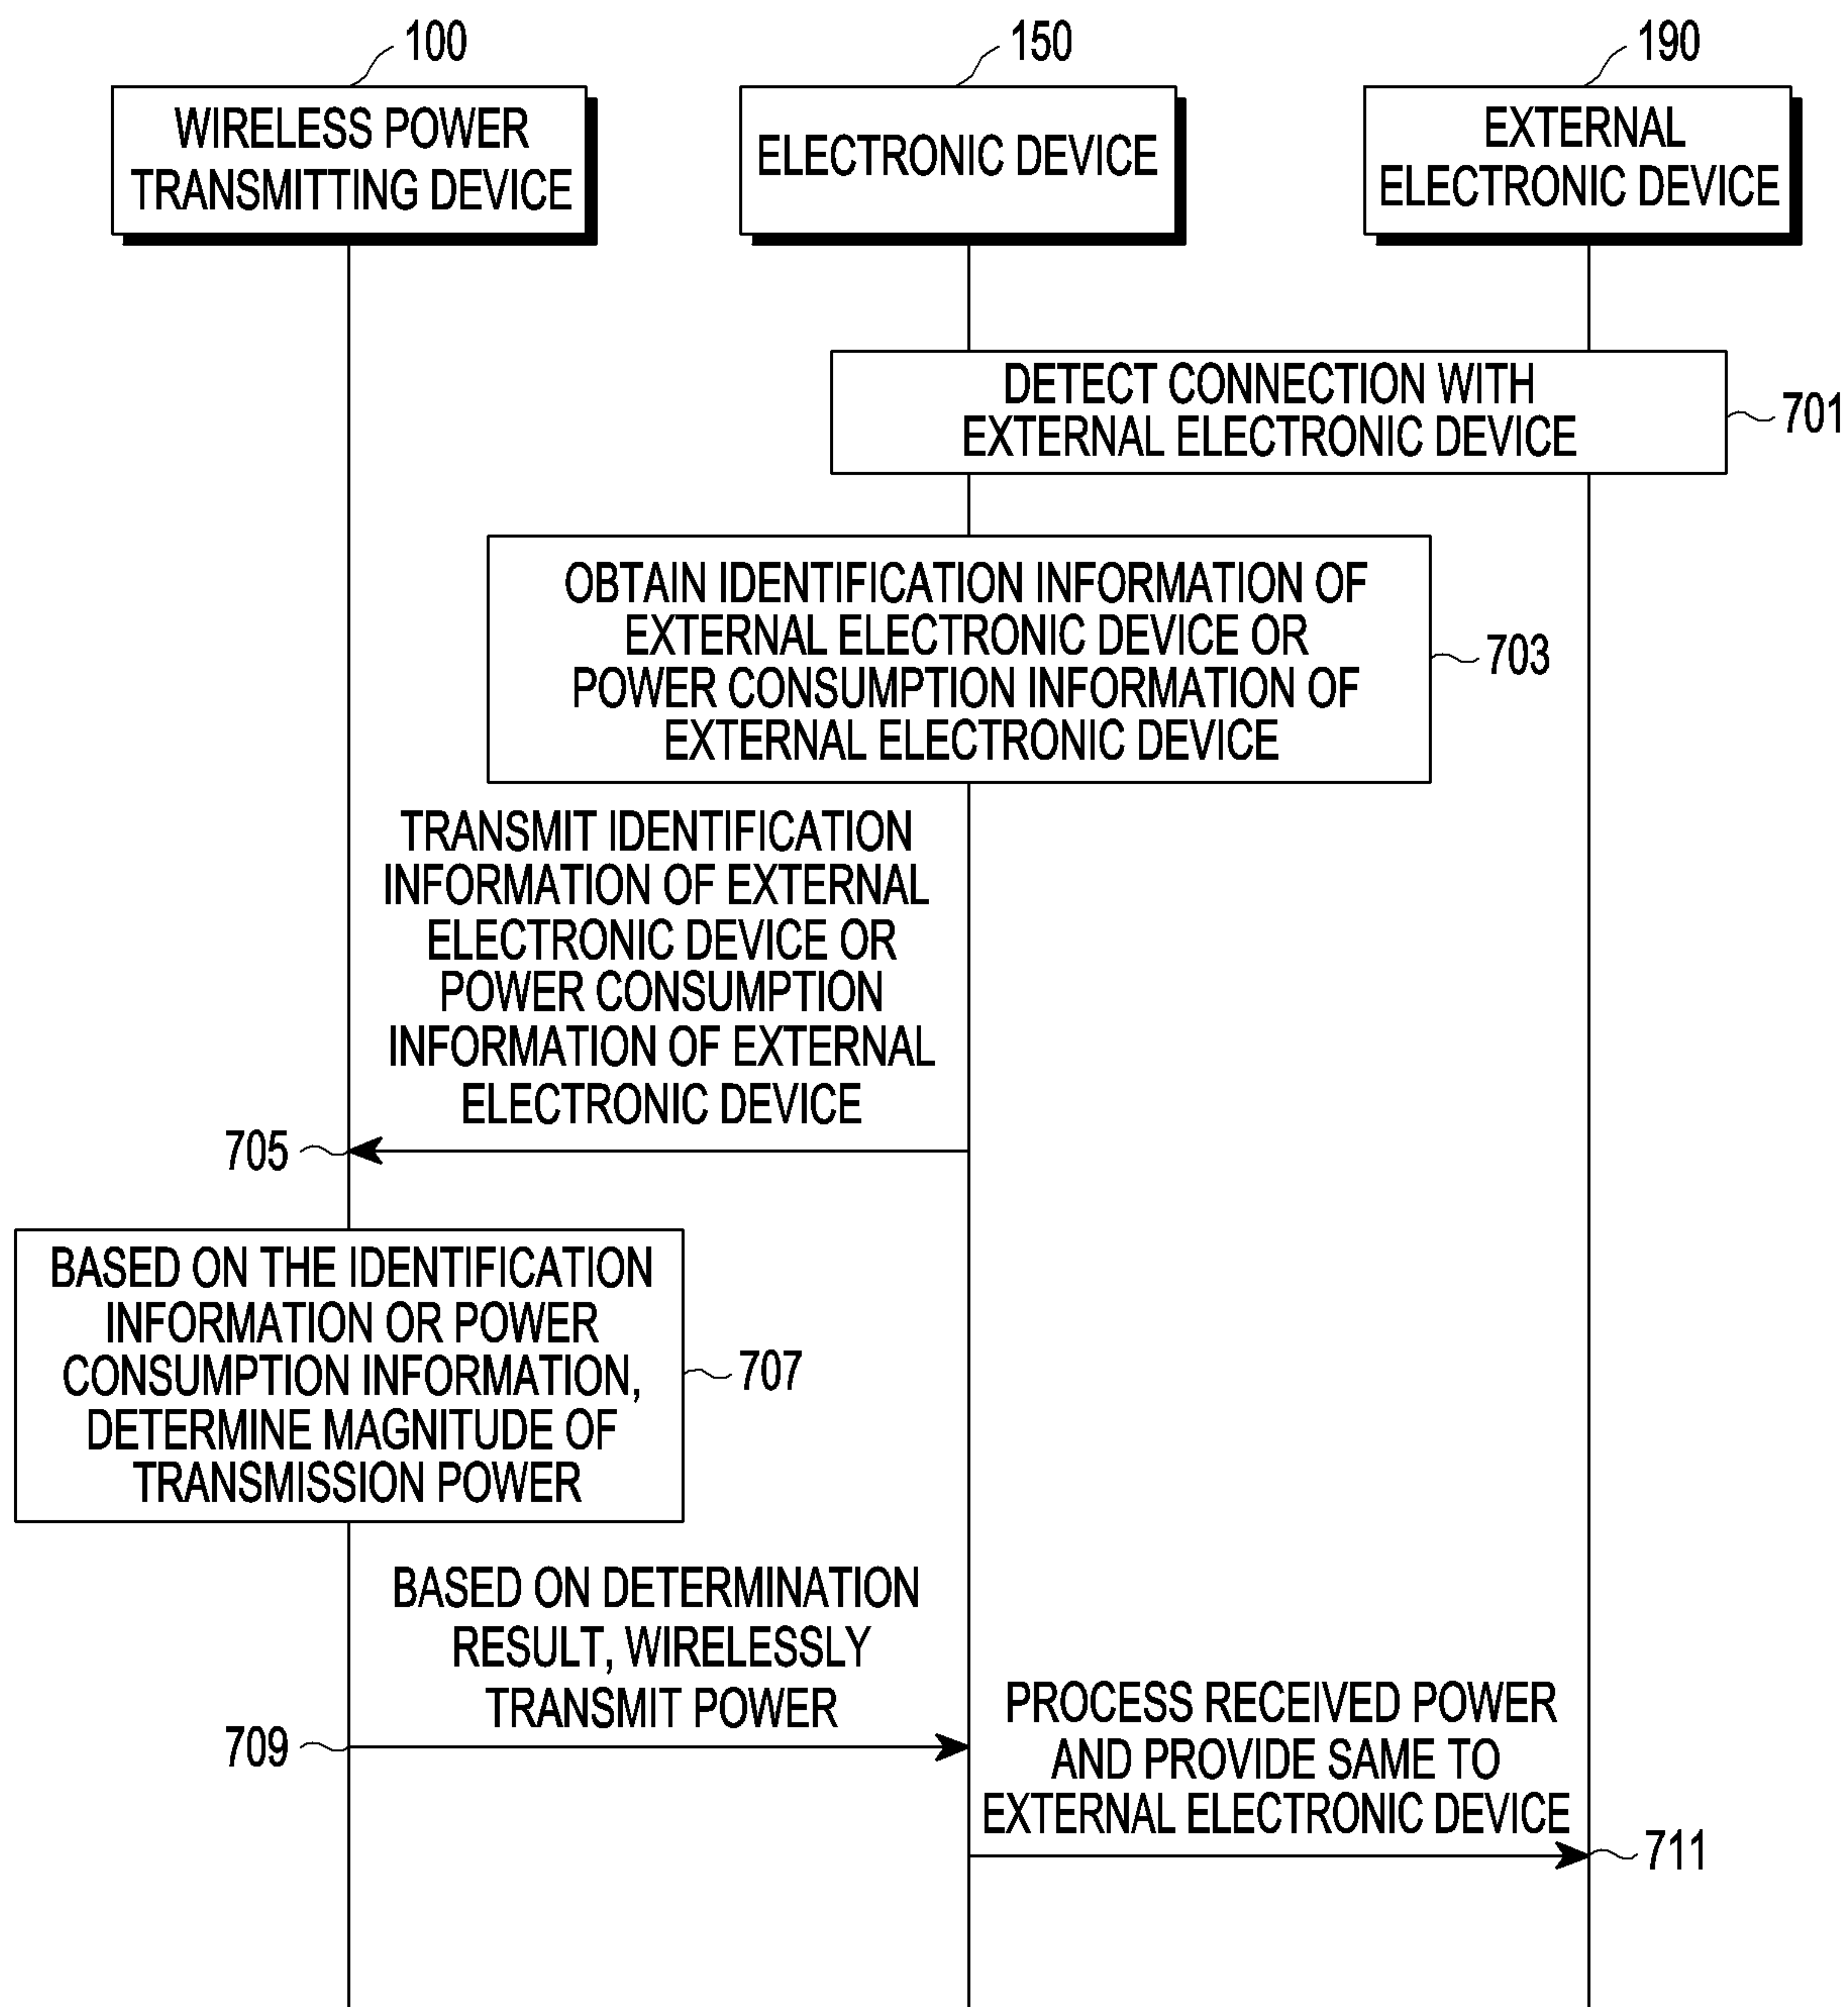 100
150
190
WIRELESS POWER
TRANSMITTING DEVICE
ELECTRONIC DEVICE
EXTERNAL
ELECTRONIC DEVICE
DETECT CONNECTION WITH
EXTERNAL ELECTRONIC DEVICE
701
OBTAIN IDENTIFICATION INFORMATION OF
EXTERNAL ELECTRONIC DEVICE OR
POWER CONSUMPTION INFORMATION OF
EXTERNAL ELECTRONIC DEVICE
703
TRANSMIT IDENTIFICATION
INFORMATION OF EXTERNAL
ELECTRONIC DEVICE OR
POWER CONSUMPTION
INFORMATION OF EXTERNAL
ELECTRONIC DEVICE
705
BASED ON THE IDENTIFICATION
INFORMATION OR POWER
CONSUMPTION INFORMATION,
DETERMINE MAGNITUDE OF
TRANSMISSION POWER
707
BASED ON DETERMINATION
RESULT, WIRELESSLY
TRANSMIT POWER
709
PROCESS RECEIVED POWER
AND PROVIDE SAME TO
EXTERNAL ELECTRONIC DEVICE
711